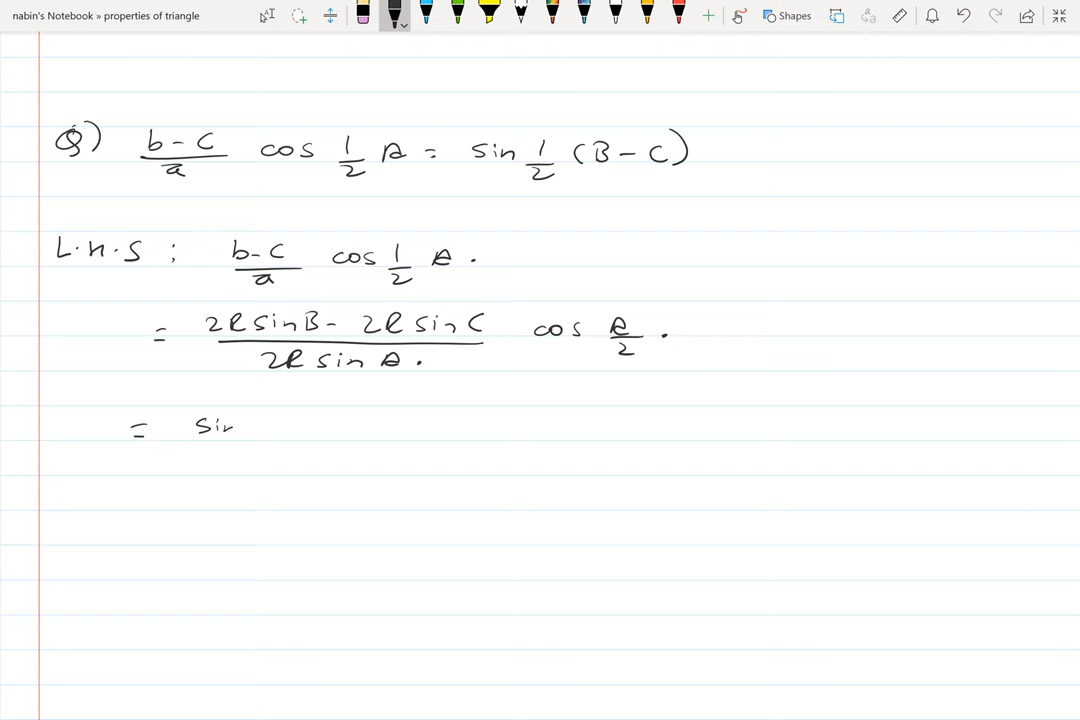 nabin's Notebook » properties of triangle Shapes
Q) b-c/a cos 1/2 A = sin 1/2 (B-C)
L.H.S ; b-c/a cos 1/2 A.
= 2R sin B - 2R sin C / 2R sin A. cos A/2.
= sin